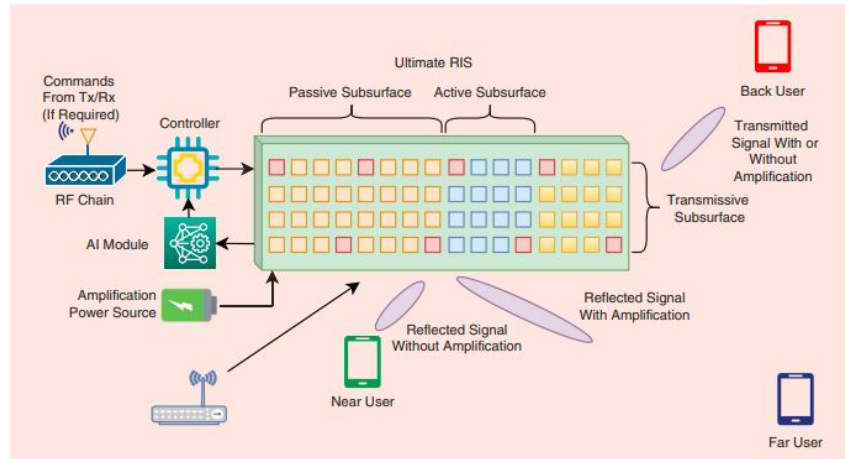 Ultimate RIS
Passive Subsurface
Active Subsurface
Commands
From Tx/Rx
(If Required)
Controller
RF Chain
AI Module
Amplification
Power Source
Back User
Transmitted
Signal With or
Without
Amplification
Transmissive
Subsurface
Reflected Signal
With Amplification
Reflected Signal
Without Amplification
Near User
Far User